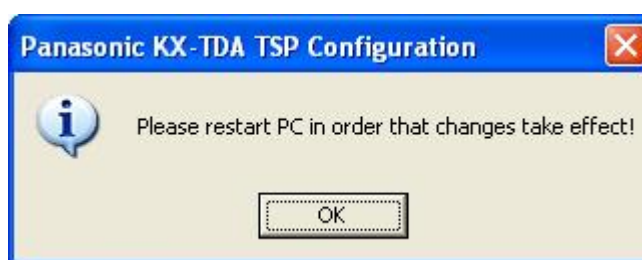 Panasonic KX-TDA TSP Configuration
Please restart PC in order that changes take effect!
OK